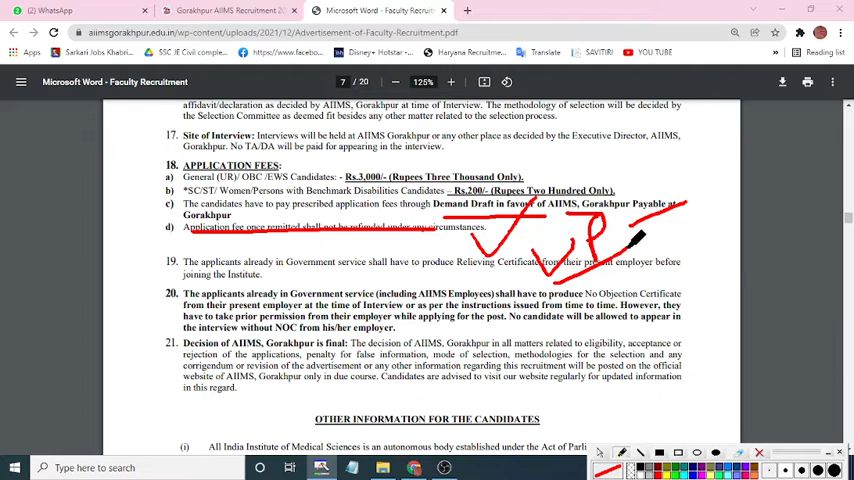 WhatsApp
Gorakhpur AIIMS Recruitment 20
Microsoft Word - Faculty Recruit
aiimsgorakhpur.edu.in/wp-content/uploads/2021/12/Advertisement-of-Faculty-Recruitment.pdf
Apps
Sarkari Jobs Khabri...
SSC JE Civil comple...
https://www.facebo...
Disney+ Hotstar -...
Haryana Recruitme...
Translate
SAVITIRI
YOU TUBE
Reading list
Microsoft Word - Faculty Recruitment
7 / 20
125%
affidavit/declaration as decided by AIIMS, Gorakhpur at time of Interview. The methodology of selection will be decided
by the Selection Committee as deemed fit besides any other matter related to the selection process.
17. Site of Interview: Interviews will be held at AIIMS Gorakhpur or any other place as decided by the Executive Director, AIIMS,
Gorakhpur. No TA/DA will be paid for appearing in the interview.
18. APPLICATION FEES:
a) General (UR)/ OBC /EWS Candidates: - Rs.3,000/- (Rupees Three Thousand Only).
b) *SC/ST/ Women/Persons with Benchmark Disabilities Candidates – Rs.200/- (Rupees Two Hundred Only).
c) The candidates have to pay prescribed application fees through Demand Draft in favour of AIIMS, Gorakhpur Payable at
Gorakhpur
d) Application fee once remitted shall not be refunded under any circumstances.
19. The applicants already in Government service shall have to produce Relieving Certificate from their present employer before
joining the Institute.
20. The applicants already in Government service (including AIIMS Employees) shall have to produce No Objection Certificate
from their present employer at the time of Interview or as per the instructions issued from time to time. However, they
have to take prior permission from their employer while applying for the post. No candidate will be allowed to appear in
the interview without NOC from his/her employer.
21. Decision of AIIMS, Gorakhpur is final: The decision of AIIMS, Gorakhpur in all matters related to eligibility, acceptance or
rejection of the applications, penalty for false information, mode of selection, methodologies for the selection and any
corrigendum or revision of the advertisement or any other information regarding this recruitment will be posted on the official
website of AIIMS, Gorakhpur only in due course. Candidates are advised to visit our website regularly for updated information
in this regard.
OTHER INFORMATION FOR THE CANDIDATES
(i) All India Institute of Medical Sciences is an autonomous body established under the Act of Parli
Type here to search